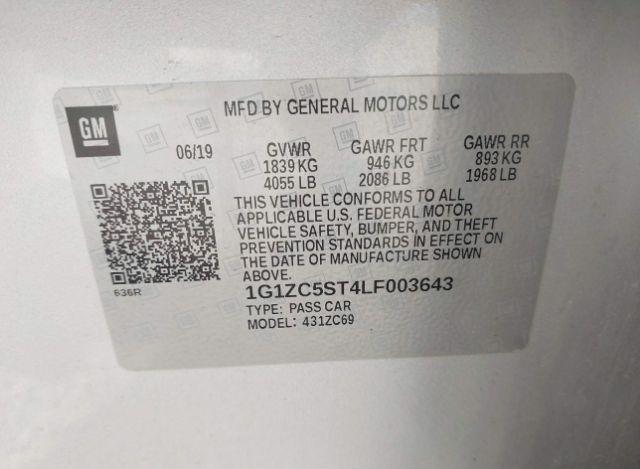 GM
MFD BY GENERAL MOTORS LLC
06/19 GVWR GAWR FRT GAWR RR
1839 KG 946 KG 893 KG
4055 LB 2086 LB 1968 LB
THIS VEHICLE CONFORMS TO ALL
APPLICABLE U.S. FEDERAL MOTOR
VEHICLE SAFETY, BUMPER, AND THEFT
PREVENTION STANDARDS IN EFFECT ON
THE DATE OF MANUFACTURE SHOWN
ABOVE.
636R
1G1ZC5ST4LF003643
TYPE: PASS CAR
MODEL: 431ZC69